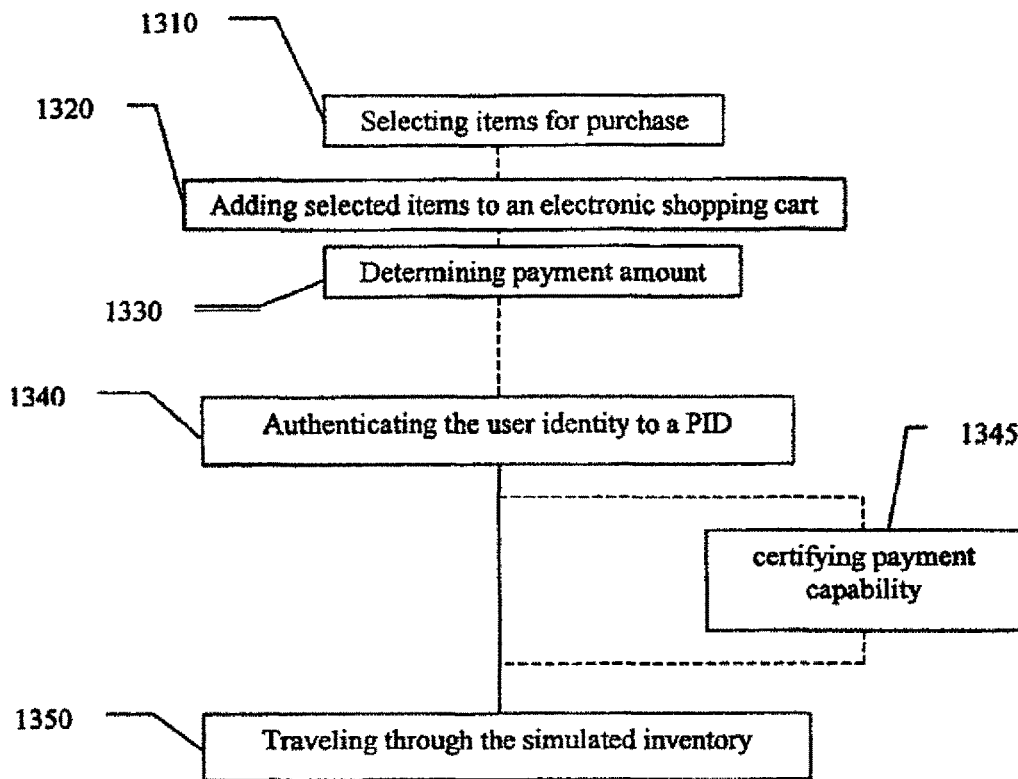 1310
Selecting items for purchase
1320
Adding selected items to an electronic shopping cart
Determining payment amount
1330
1340
Authenticating the user identity to a PID
1345
certifying payment
capability
1350
Traveling through the simulated inventory